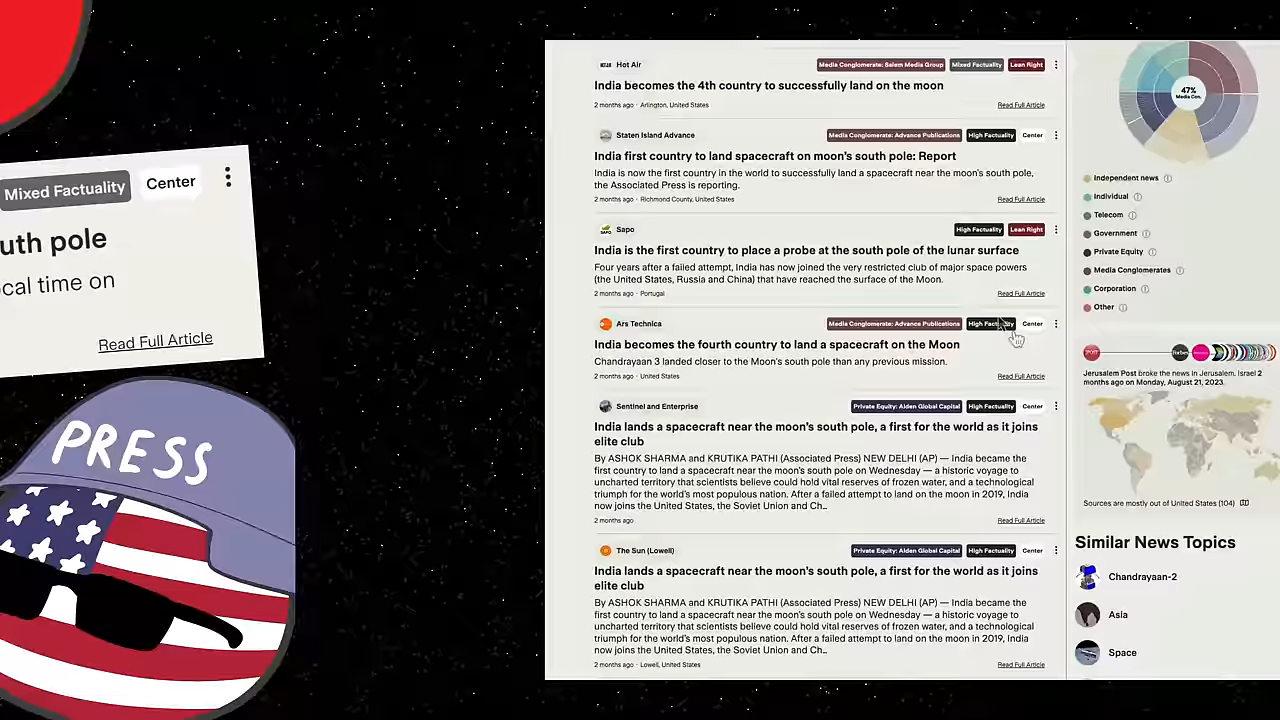 Mixed Factuality Center
uth pole
cal time on
Read Full Article
PRESS
Hot Air Media Conglomerate: Salem Media Group Mixed Factuality Lean Right
India becomes the 4th country to successfully land on the moon
2 months ago · Arlington, United States Read Full Article
Staten Island Advance Media Conglomerate: Advance Publications High Factuality Center
India first country to land spacecraft on moon's south pole: Report
India is now the first country in the world to successfully land a spacecraft near the moon's south pole,
the Associated Press is reporting.
2 months ago · Richmond County, United States Read Full Article
SAPO Sapo High Factuality Lean Right
India is the first country to place a probe at the south pole of the lunar surface
Four years after a failed attempt, India has now joined the very restricted club of major space powers
(the United States, Russia and China) that have reached the surface of the Moon.
2 months ago · Portugal Read Full Article
Ars Technica Media Conglomerate: Advance Publications High Factuality Center
India becomes the fourth country to land a spacecraft on the Moon
Chandrayaan 3 landed closer to the Moon's south pole than any previous mission.
2 months ago · United States Read Full Article
Sentinel and Enterprise Private Equity: Alden Global Capital High Factuality Center
India lands a spacecraft near the moon's south pole, a first for the world as it joins
elite club
By ASHOK SHARMA and KRUTIKA PATHI (Associated Press) NEW DELHI (AP) — India became the
first country to land a spacecraft near the moon's south pole on Wednesday — a historic voyage to
uncharted territory that scientists believe could hold vital reserves of frozen water, and a technological
triumph for the world's most populous nation. After a failed attempt to land on the moon in 2019, India
now joins the United States, the Soviet Union and Ch...
2 months ago Read Full Article
The Sun (Lowell) Private Equity: Alden Global Capital High Factuality Center
India lands a spacecraft near the moon's south pole, a first for the world as it joins
elite club
By ASHOK SHARMA and KRUTIKA PATHI (Associated Press) NEW DELHI (AP) — India became the
first country to land a spacecraft near the moon's south pole on Wednesday — a historic voyage to
uncharted territory that scientists believe could hold vital reserves of frozen water, and a technological
triumph for the world's most populous nation. After a failed attempt to land on the moon in 2019, India
now joins the United States, the Soviet Union and Ch...
2 months ago · Lowell, United States Read Full Article
47%
Media Con.
Independent news
Individual
Telecom
Government
Private Equity
Media Conglomerates
Corporation
Other
POST Forbes
Jerusalem Post broke the news in Jerusalem, Israel 2
months ago on Monday, August 21, 2023.
Sources are mostly out of United States (104)
Similar News Topics
Chandrayaan-2
Asia
Space